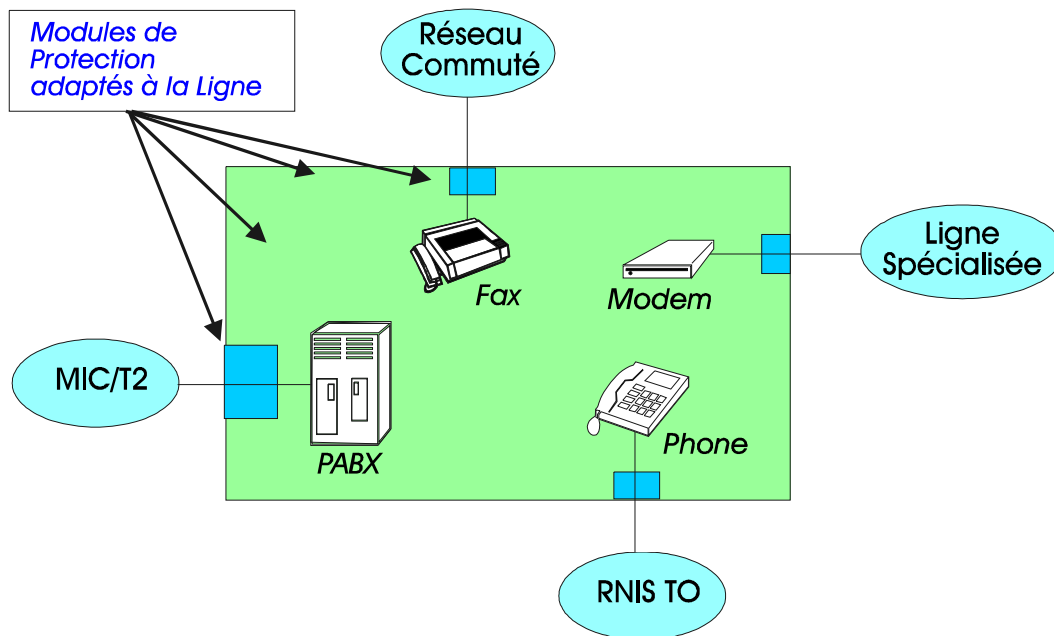 Modules de
Protection
adaptés à la Ligne
Réseau
Commuté
Fax
Modem
Ligne
Spécialisée
MIC/T2
PABX
Phone
RNIS TO